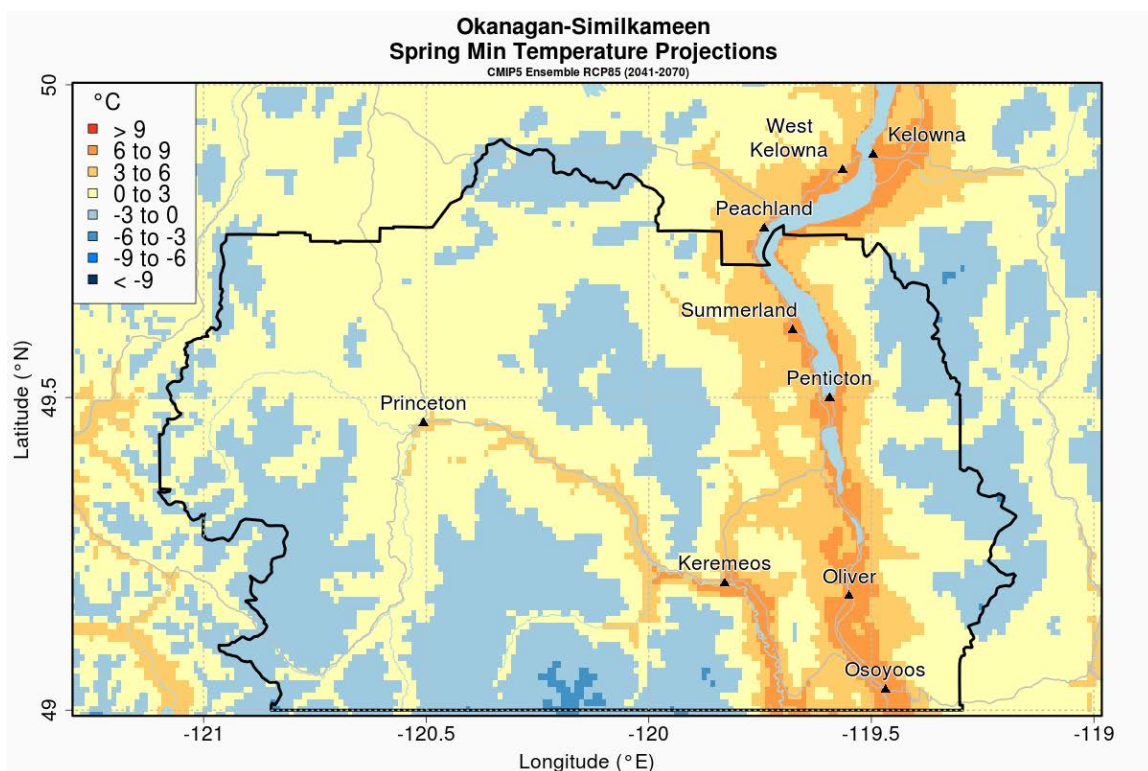 Okanagan-Similkameen
Spring Min Temperature Projections
CMIP5 Ensemble RCP85 (2041-2070)
°C
> 9
6 to 9
3 to 6
0 to 3
-3 to 0
-6 to -3
-9 to -6
< -9
West
Kelowna
Kelowna
Peachland
Summerland
Penticton
Princeton
Keremeos
Oliver
Osoyoos
50
49.5
49
Latitude (°N)
-121
-120.5
-120
-119.5
-119
Longitude (°E)